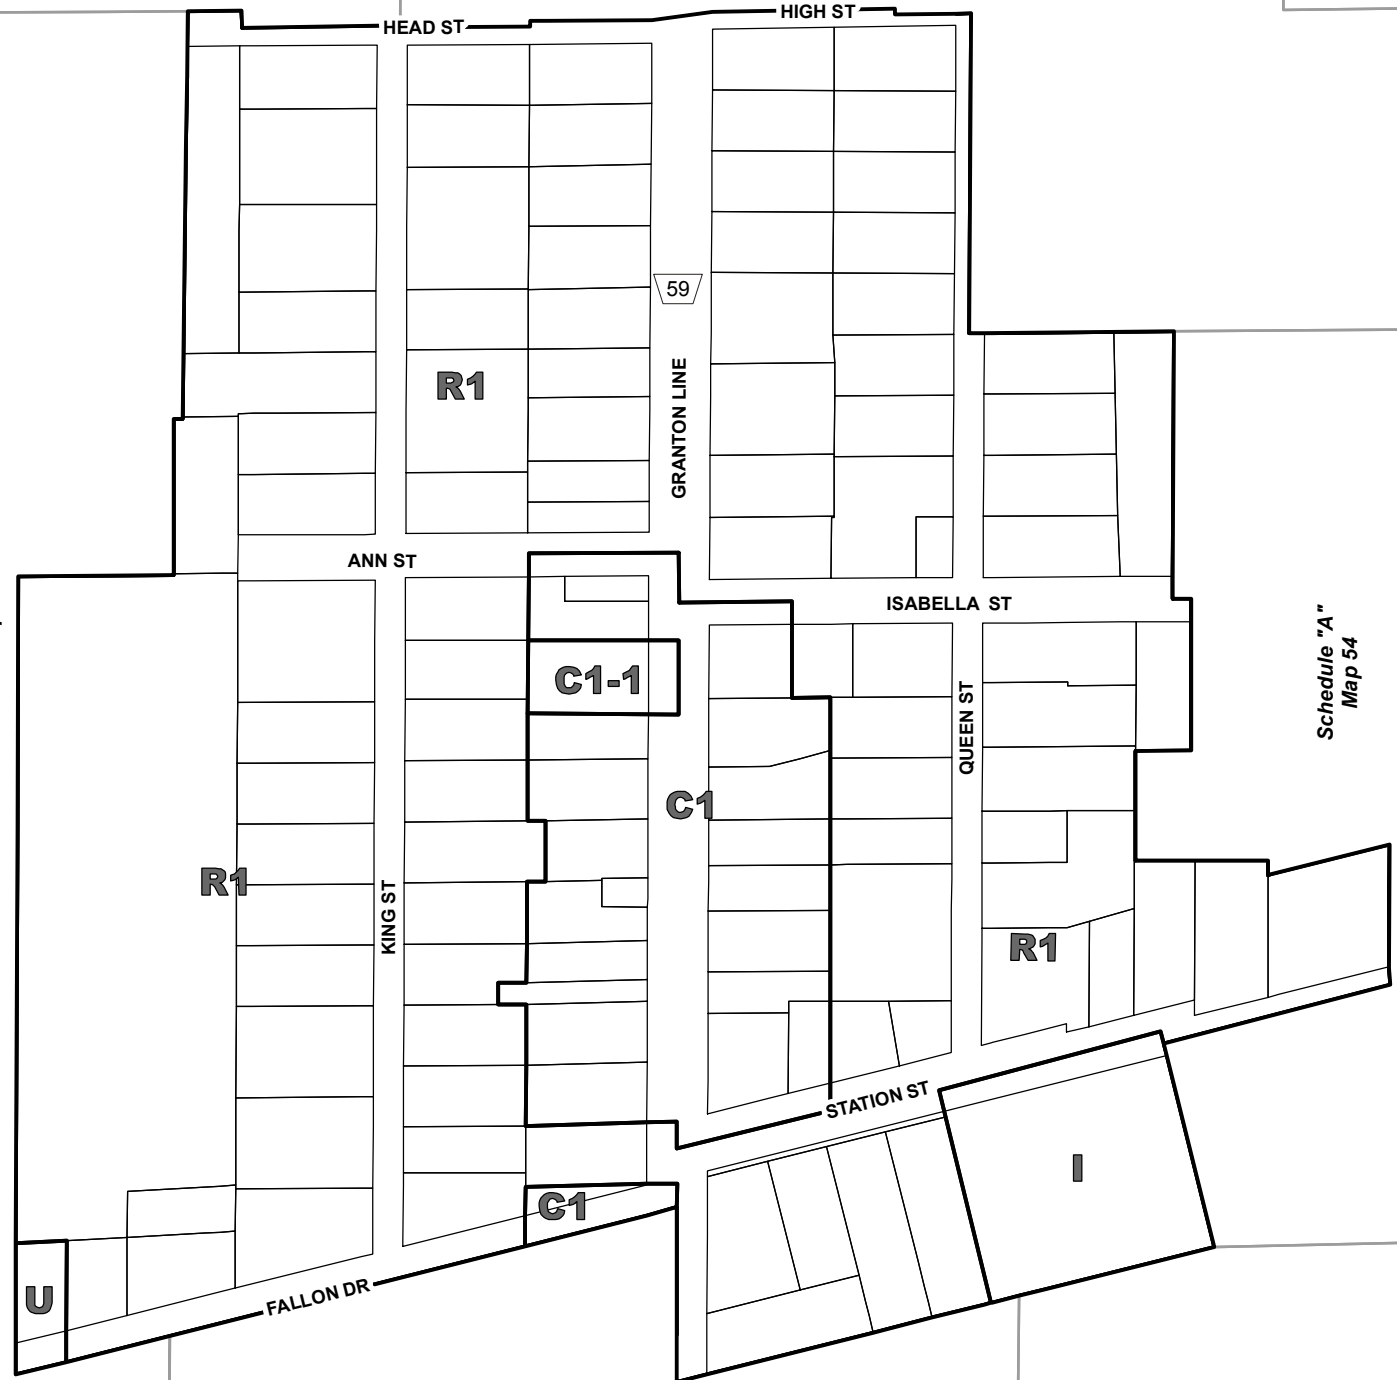 HEAD ST
HIGH ST
59
R1
GRANTON LINE
ANN ST
ISABELLA ST
Schedule "A"
Map 54
C1-1
QUEEN ST
C1
R1
KING ST
R1
STATION ST
I
C1
U
FALLON DR